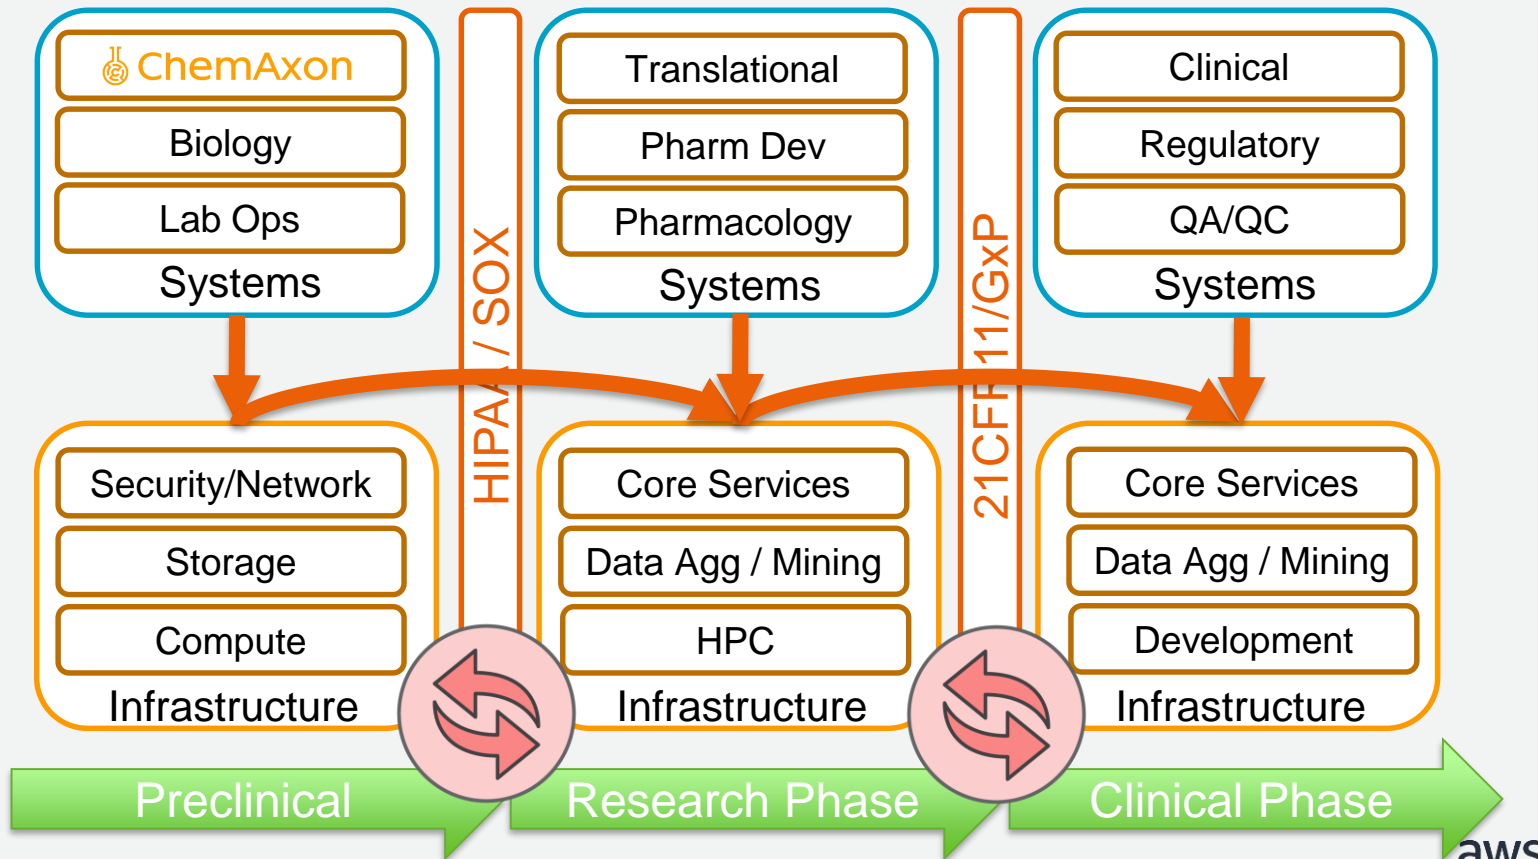 ChemAxon
Biology
Lab Ops
Systems
HIPAA / SOX
Translational
Pharm Dev
Pharmacology
Systems
21CFR11/GxP
Clinical
Regulatory
QA/QC
Systems
Security/Network
Storage
Compute
Infrastructure
Core Services
Data Agg / Mining
HPC
Infrastructure
Core Services
Data Agg / Mining
Development
Infrastructure
Preclinical
Research Phase
Clinical Phase
aws